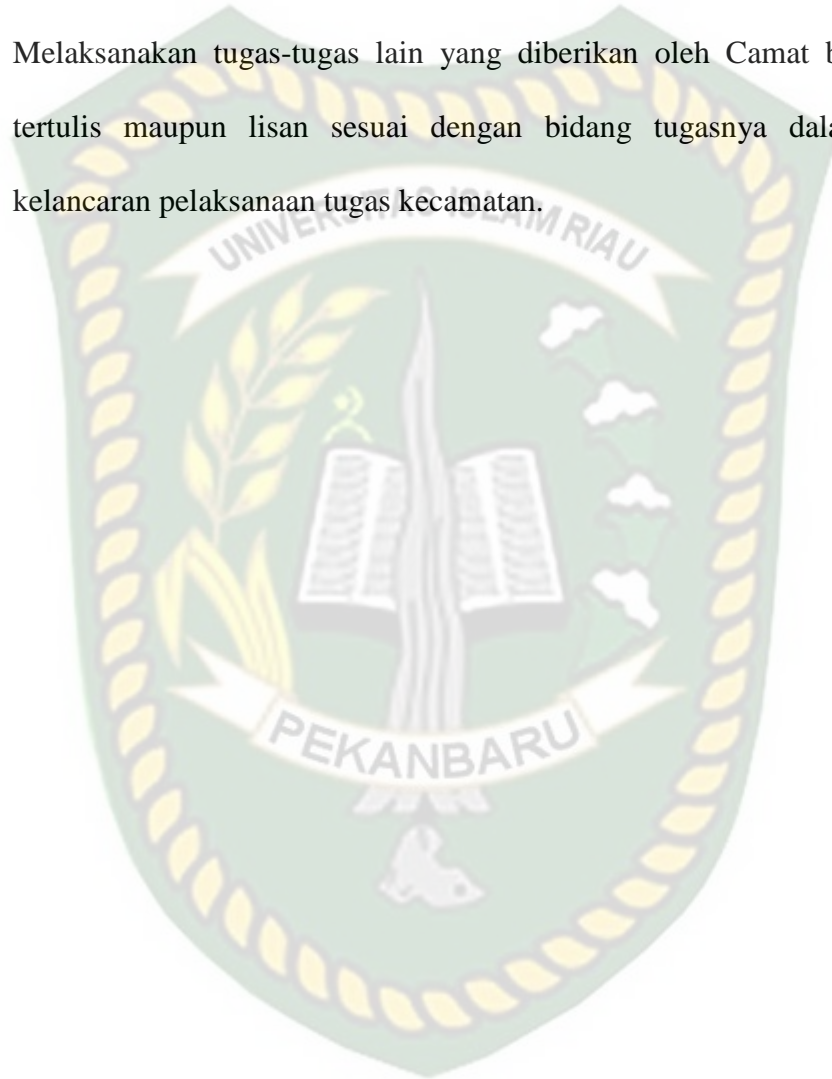 Melaksanakan tugas-tugas lain yang diberikan oleh Camat
tertulis maupun lisan sesuai dengan bidang tugasnya
kelancaran pelaksanaan tugas kecamatan.
UNIVERSITAS ISLAM RIAU
PEKANBARU